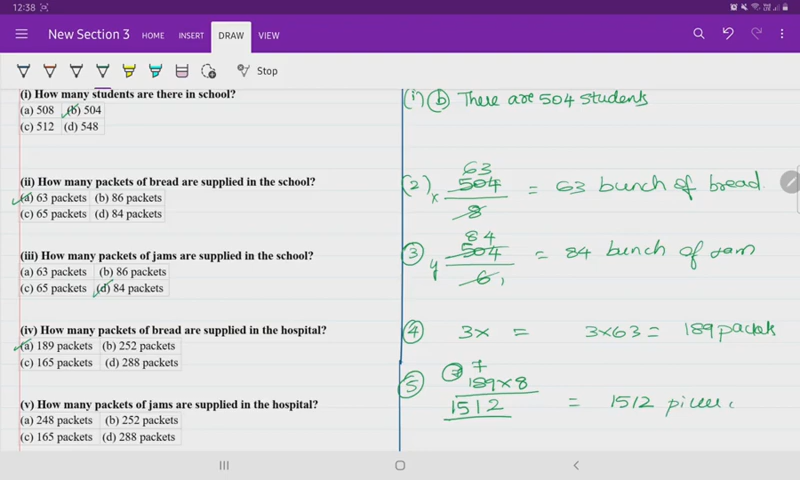 12:38
New Section 3 HOME INSERT DRAW VIEW
Stop
(i) How many students are there in school?
(a) 508 (b) 504
(c) 512 (d) 548
(ii) How many packets of bread are supplied in the school?
(a) 63 packets (b) 86 packets
(c) 65 packets (d) 84 packets
(iii) How many packets of jams are supplied in the school?
(a) 63 packets (b) 86 packets
(c) 65 packets (d) 84 packets
(iv) How many packets of bread are supplied in the hospital?
(a) 189 packets (b) 252 packets
(c) 165 packets (d) 288 packets
(v) How many packets of jams are supplied in the hospital?
(a) 248 packets (b) 252 packets
(c) 165 packets (d) 288 packets
(i) (b) There are 504 students
63
(2) x 504 = 63 bunch of bread
8
84
(3) y 504 = 84 bunch of Jam
6 1
(4) 3x = 3x63 = 189 packets
7
(5) 189 x 8
1512 = 1512